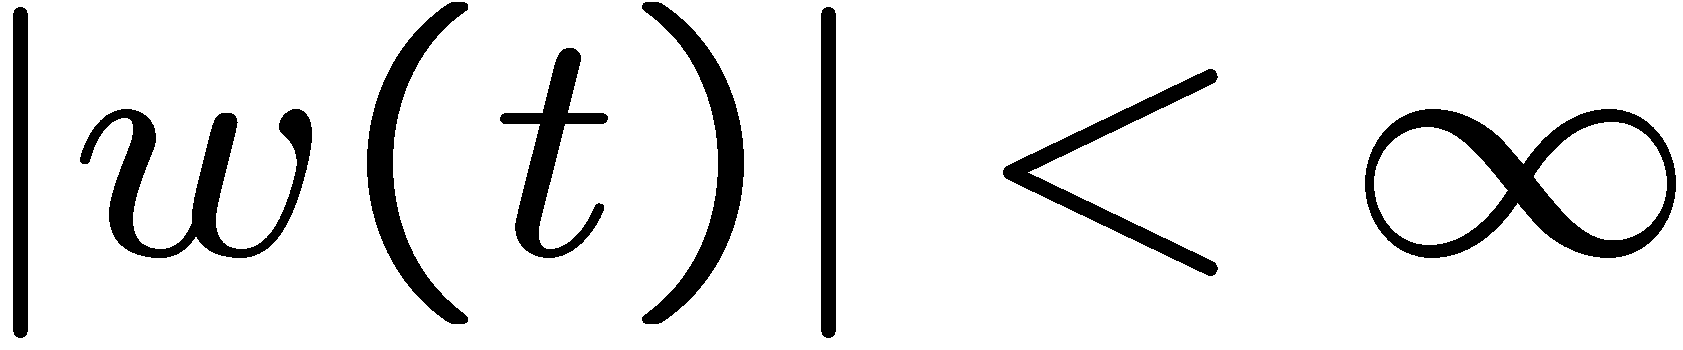 |w(t)| < ∞